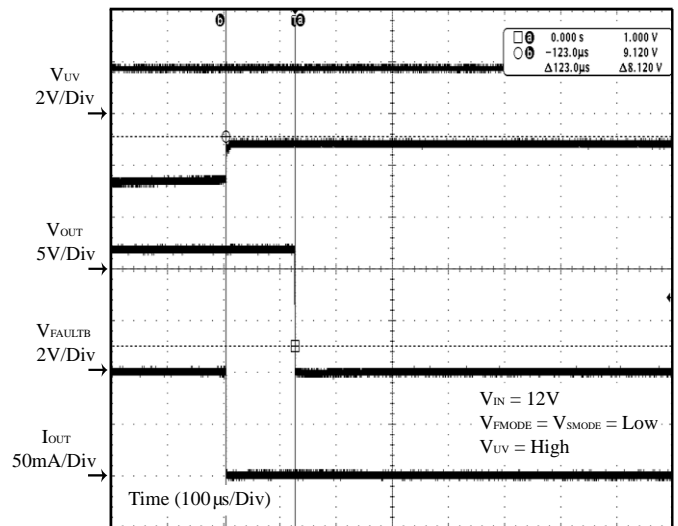 b
a
a 0.000 s 1.000 V
b −123.0µs 9.120 V
Δ123.0µs Δ8.120 V
VUV
2V/Div
VOUT
5V/Div
VFAULTB
2V/Div
IOUT
50mA/Div
VIN = 12V
VFMODE = VSMODE = Low
VUV = High
Time (100µs/Div)